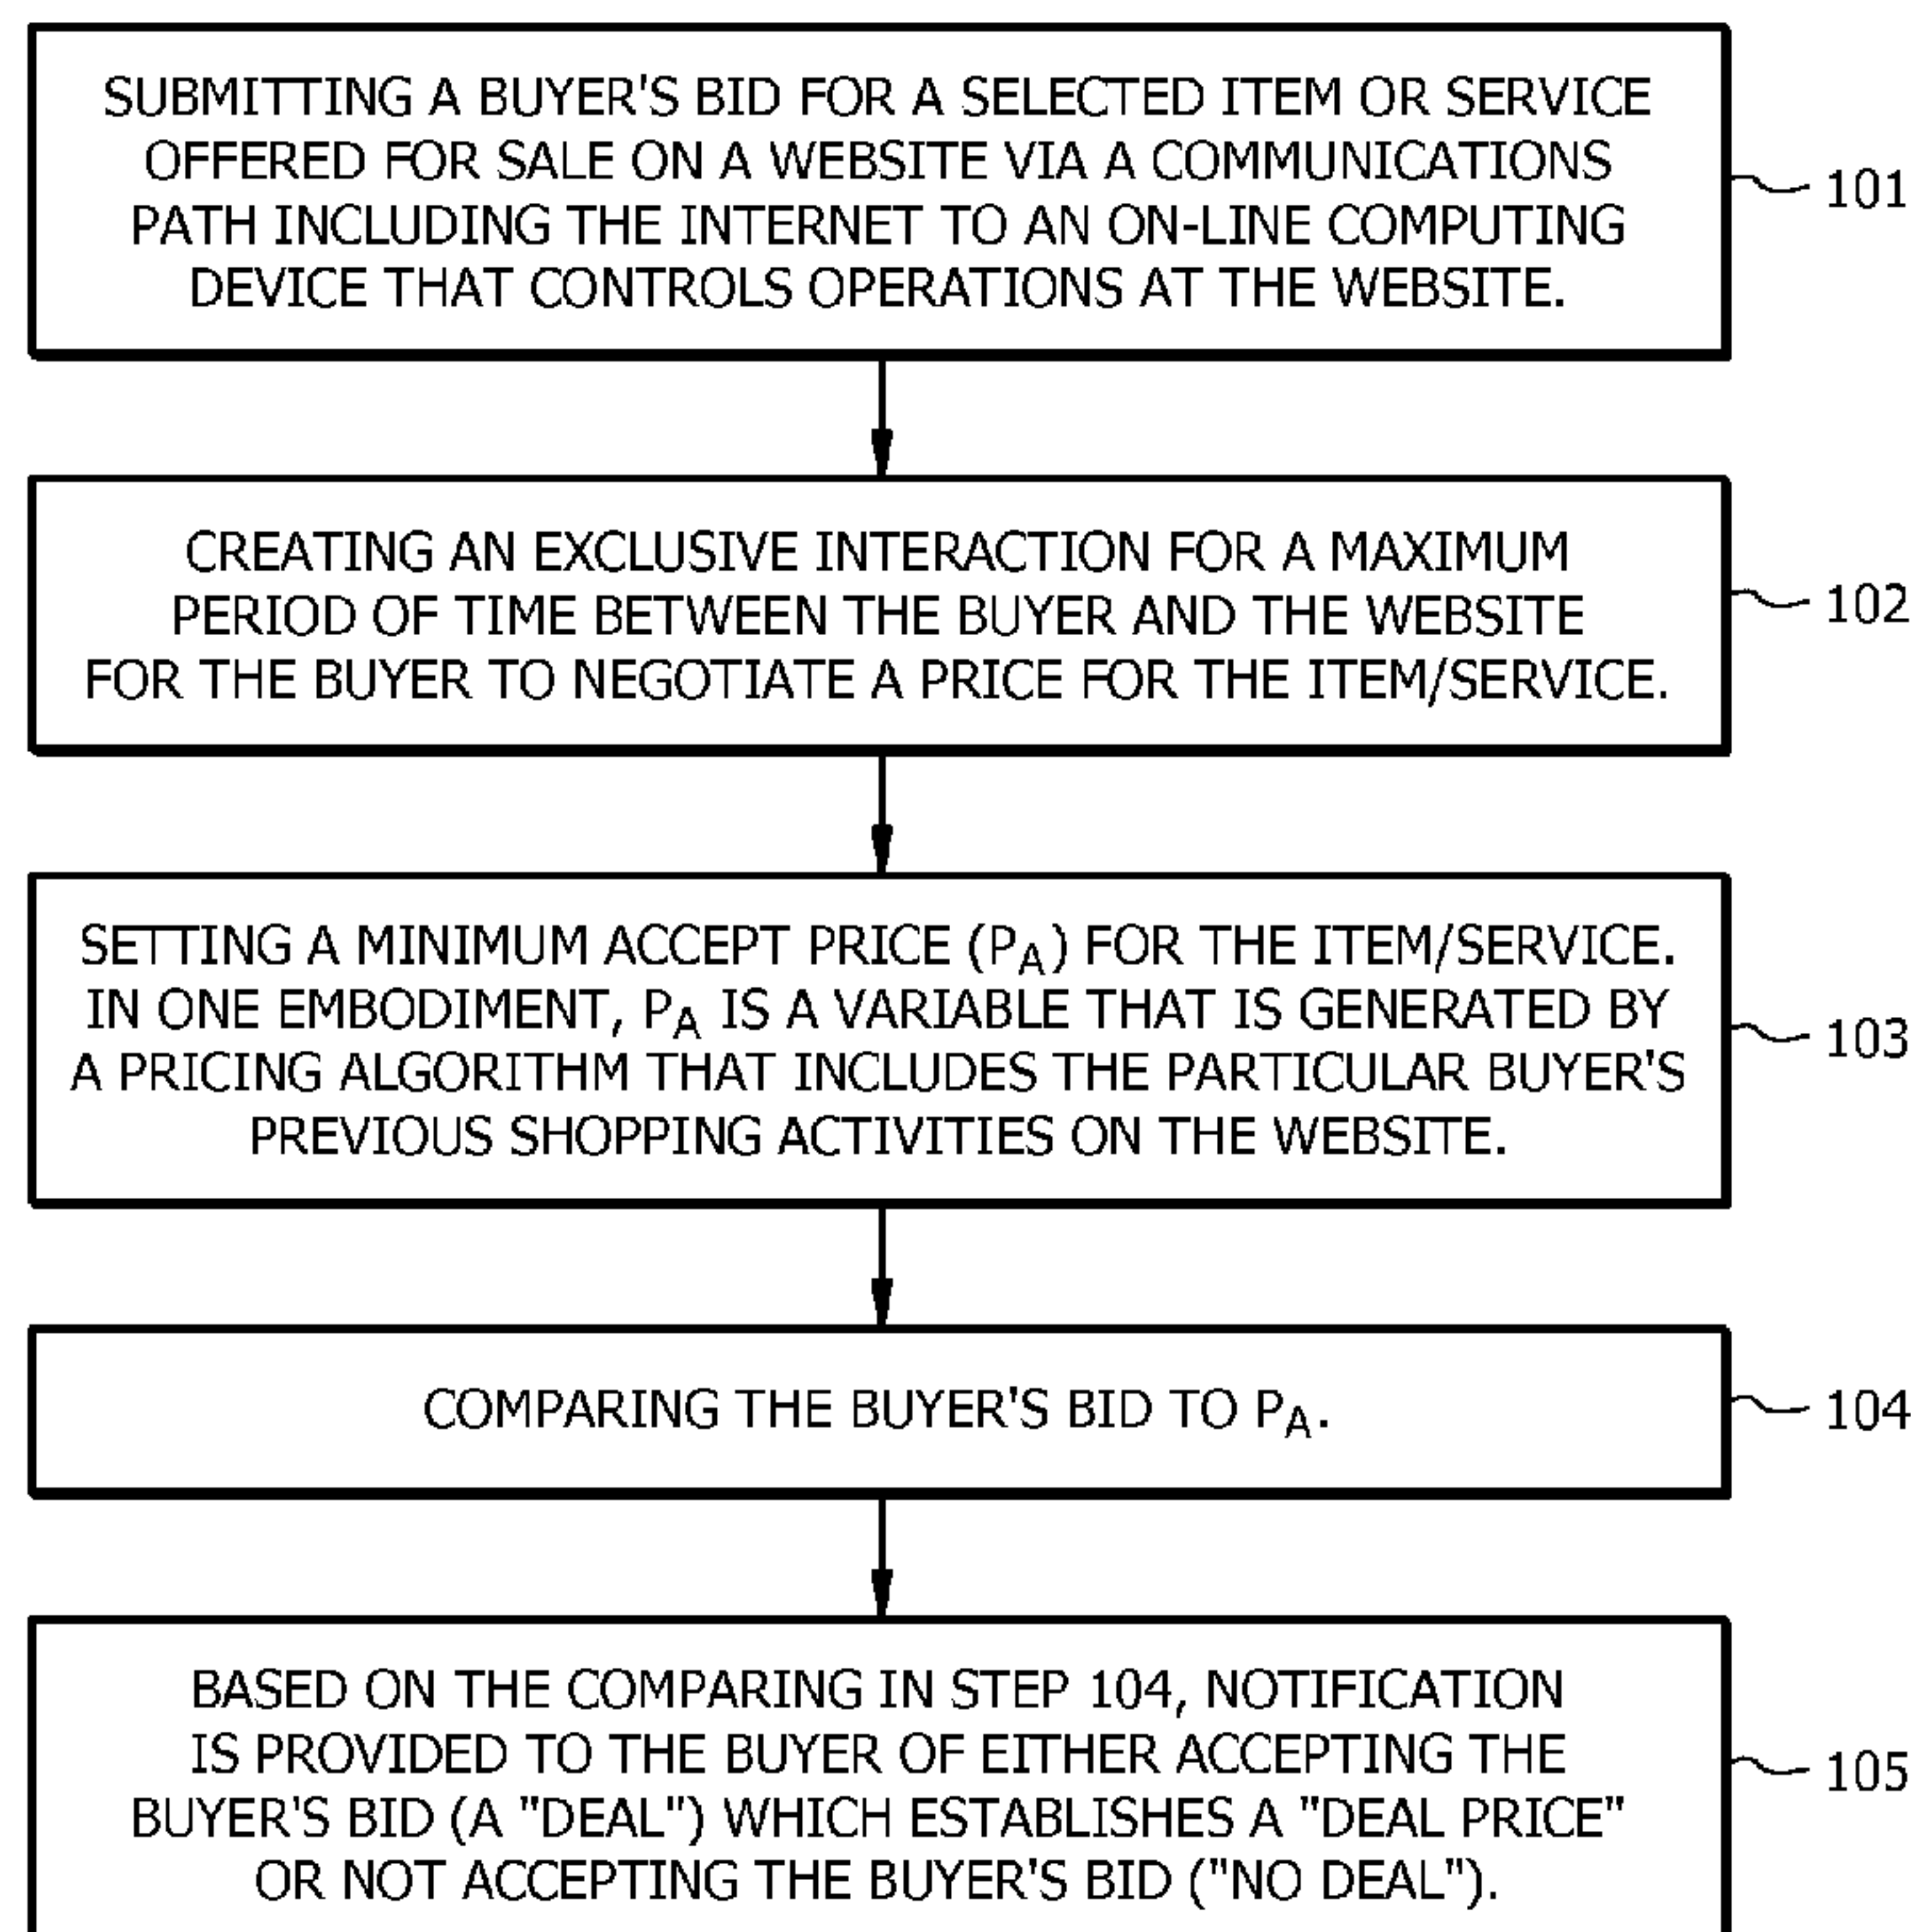 SUBMITTING A BUYER'S BID FOR A SELECTED ITEM OR SERVICE
OFFERED FOR SALE ON A WEBSITE VIA A COMMUNICATIONS
PATH INCLUDING THE INTERNET TO AN ON-LINE COMPUTING
DEVICE THAT CONTROLS OPERATIONS AT THE WEBSITE.
101
CREATING AN EXCLUSIVE INTERACTION FOR A MAXIMUM
PERIOD OF TIME BETWEEN THE BUYER AND THE WEBSITE
FOR THE BUYER TO NEGOTIATE A PRICE FOR THE ITEM/SERVICE.
102
SETTING A MINIMUM ACCEPT PRICE (PA) FOR THE ITEM/SERVICE.
IN ONE EMBODIMENT, PA IS A VARIABLE THAT IS GENERATED BY
A PRICING ALGORITHM THAT INCLUDES THE PARTICULAR BUYER'S
PREVIOUS SHOPPING ACTIVITIES ON THE WEBSITE.
103
COMPARING THE BUYER'S BID TO PA.
104
BASED ON THE COMPARING IN STEP 104, NOTIFICATION
IS PROVIDED TO THE BUYER OF EITHER ACCEPTING THE
BUYER'S BID (A "DEAL") WHICH ESTABLISHES A "DEAL PRICE"
OR NOT ACCEPTING THE BUYER'S BID ("NO DEAL").
105